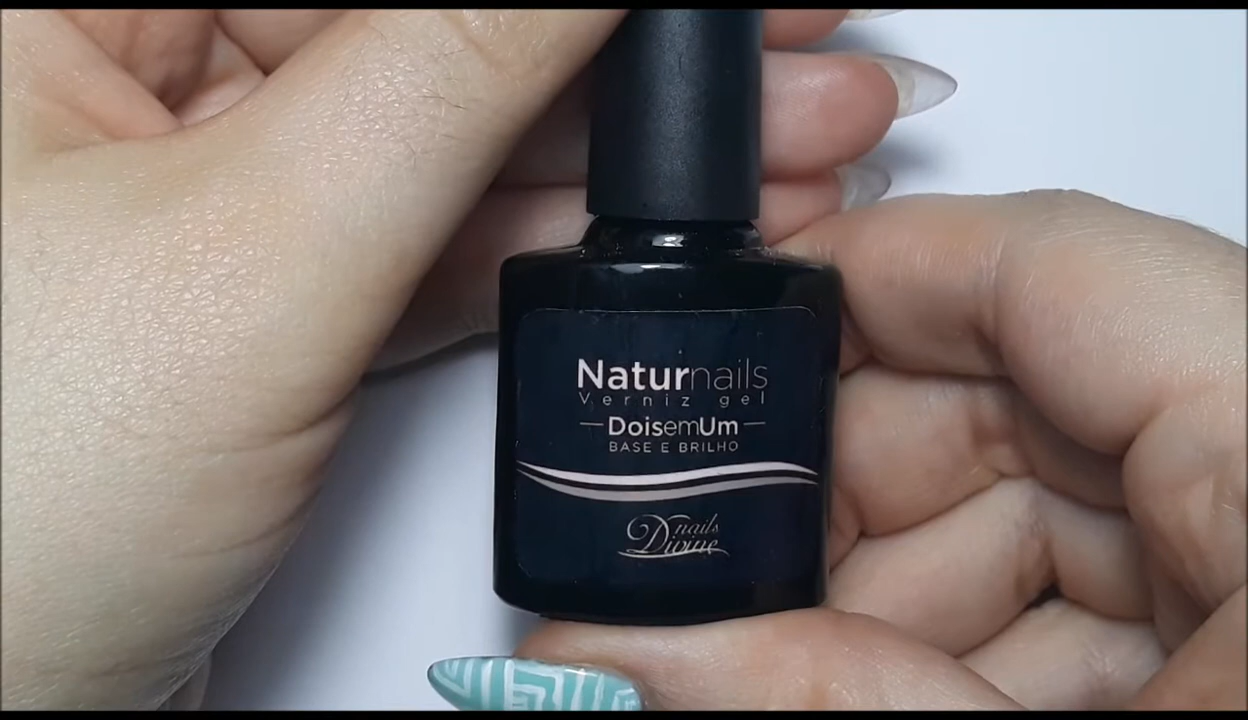 Naturnails
Verniz gel
DoisemUm
BASE E BRILHO
nails
Divine